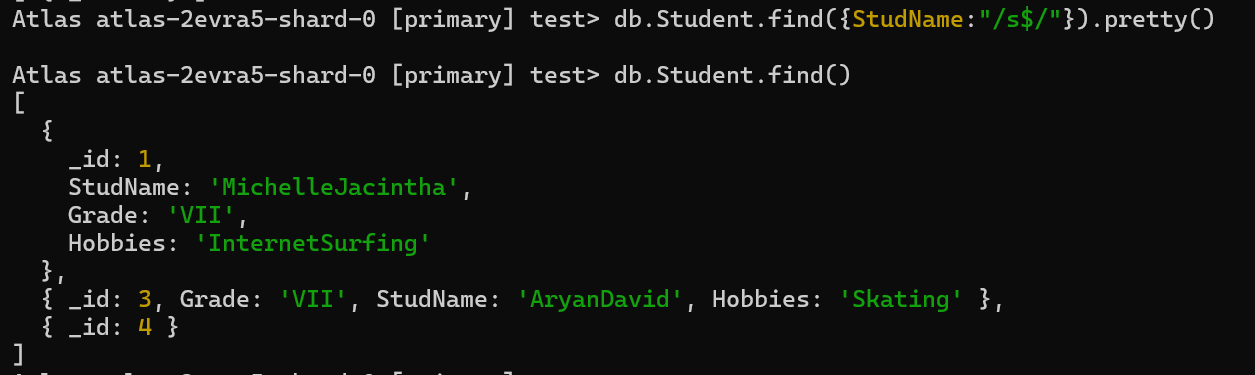 Atlas atlas-2evra5-shard-0 [primary] test> db.Student.find({StudName:"/s$/"}).pretty()
Atlas atlas-2evra5-shard-0 [primary] test> db.Student.find()
[
  {
    _id: 1,
    StudName: 'MichelleJacintha',
    Grade: 'VII',
    Hobbies: 'InternetSurfing'
  },
  { _id: 3, Grade: 'VII', StudName: 'AryanDavid', Hobbies: 'Skating' },
  { _id: 4 }
]